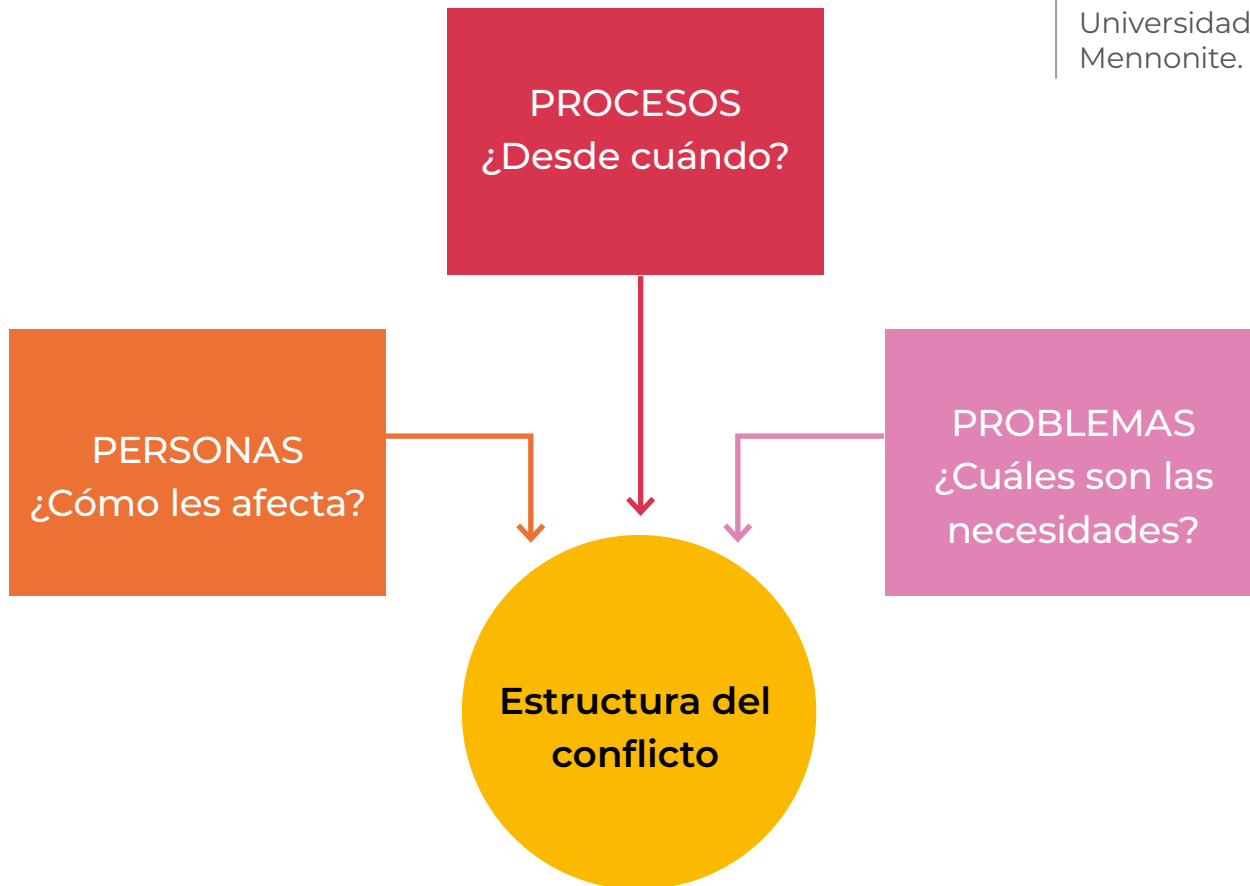 Universidad
Mennonite.
PROCESOS
¿Desde cuándo?
PERSONAS
¿Cómo les afecta?
PROBLEMAS
¿Cuáles son las
necesidades?
Estructura del
conflicto